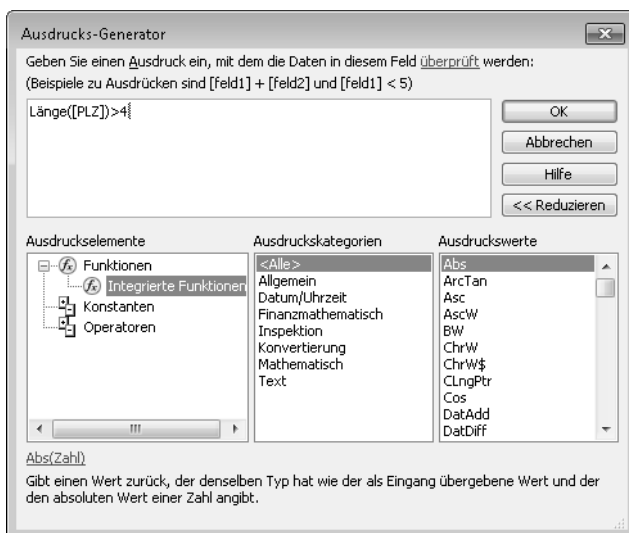 Ausdrucks-Generator
Geben Sie einen Ausdruck ein, mit dem die Daten in diesem Feld überprüft werden:
(Beispiele zu Ausdrücken sind [feld1] + [feld2] und [feld1] < 5)
Länge([PLZ])>4
OK
Abbrechen
Hilfe
<< Reduzieren
Ausdruckselemente
Funktionen
Integrierte Funktionen
Konstanten
Operatoren
Ausdruckskategorien
<Alle>
Allgemein
Datum/Uhrzeit
Finanzmathematisch
Inspektion
Konvertierung
Mathematisch
Text
Ausdruckswerte
Abs
ArcTan
Asc
AscW
BW
ChrW
ChrW$
CLngPtr
Cos
DatAdd
DatDiff
Abs(Zahl)
Gibt einen Wert zurück, der denselben Typ hat wie der als Eingang übergebene Wert und der
den absoluten Wert einer Zahl angibt.